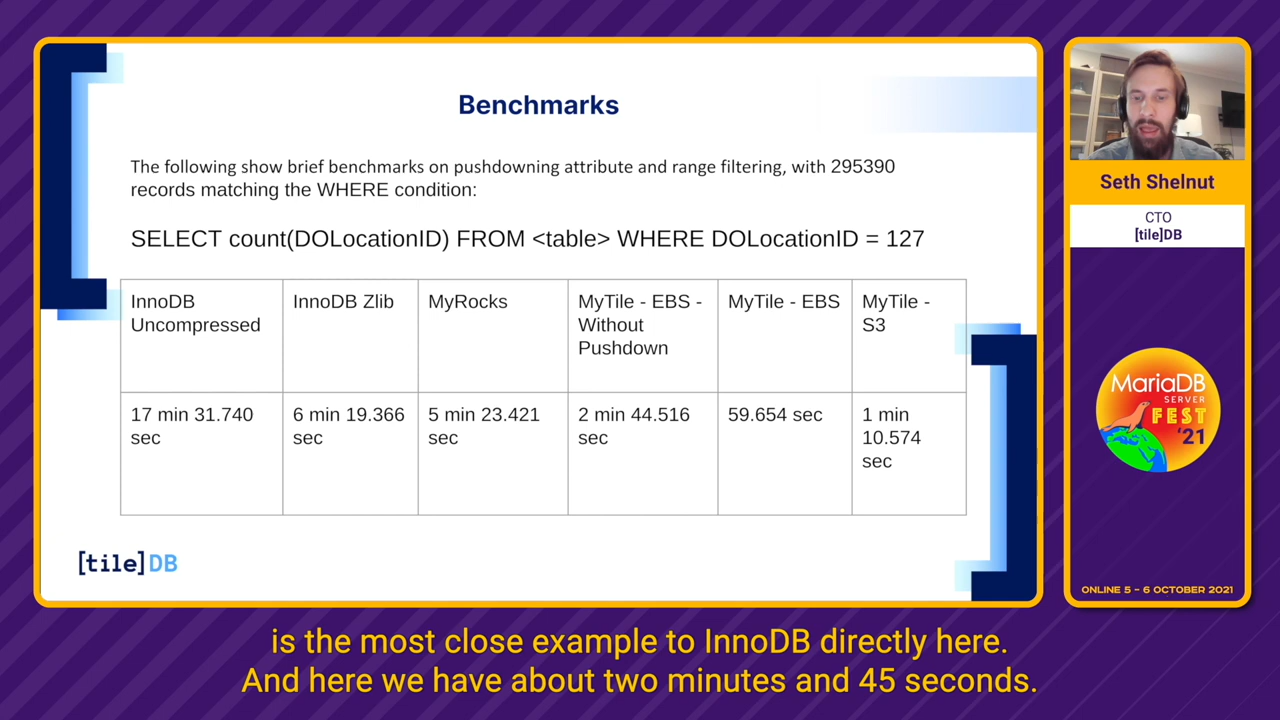 Benchmarks
The following show brief benchmarks on pushdowning attribute and range filtering, with 295390
records matching the WHERE condition:
SELECT count(DOLocationID) FROM <table> WHERE DOLocationID = 127
InnoDB
Uncompressed
InnoDB Zlib
MyRocks
MyTile - EBS -
Without
Pushdown
MyTile - EBS
MyTile -
S3
17 min 31.740
sec
6 min 19.366
sec
5 min 23.421
sec
2 min 44.516
sec
59.654 sec
1 min
10.574
sec
[tile]DB
Seth Shelnut
CTO
[tile]DB
MariaDB
SERVER
FEST
'21
ONLINE 5 - 6 OCTOBER 2021
is the most close example to InnoDB directly here.
And here we have about two minutes and 45 seconds.